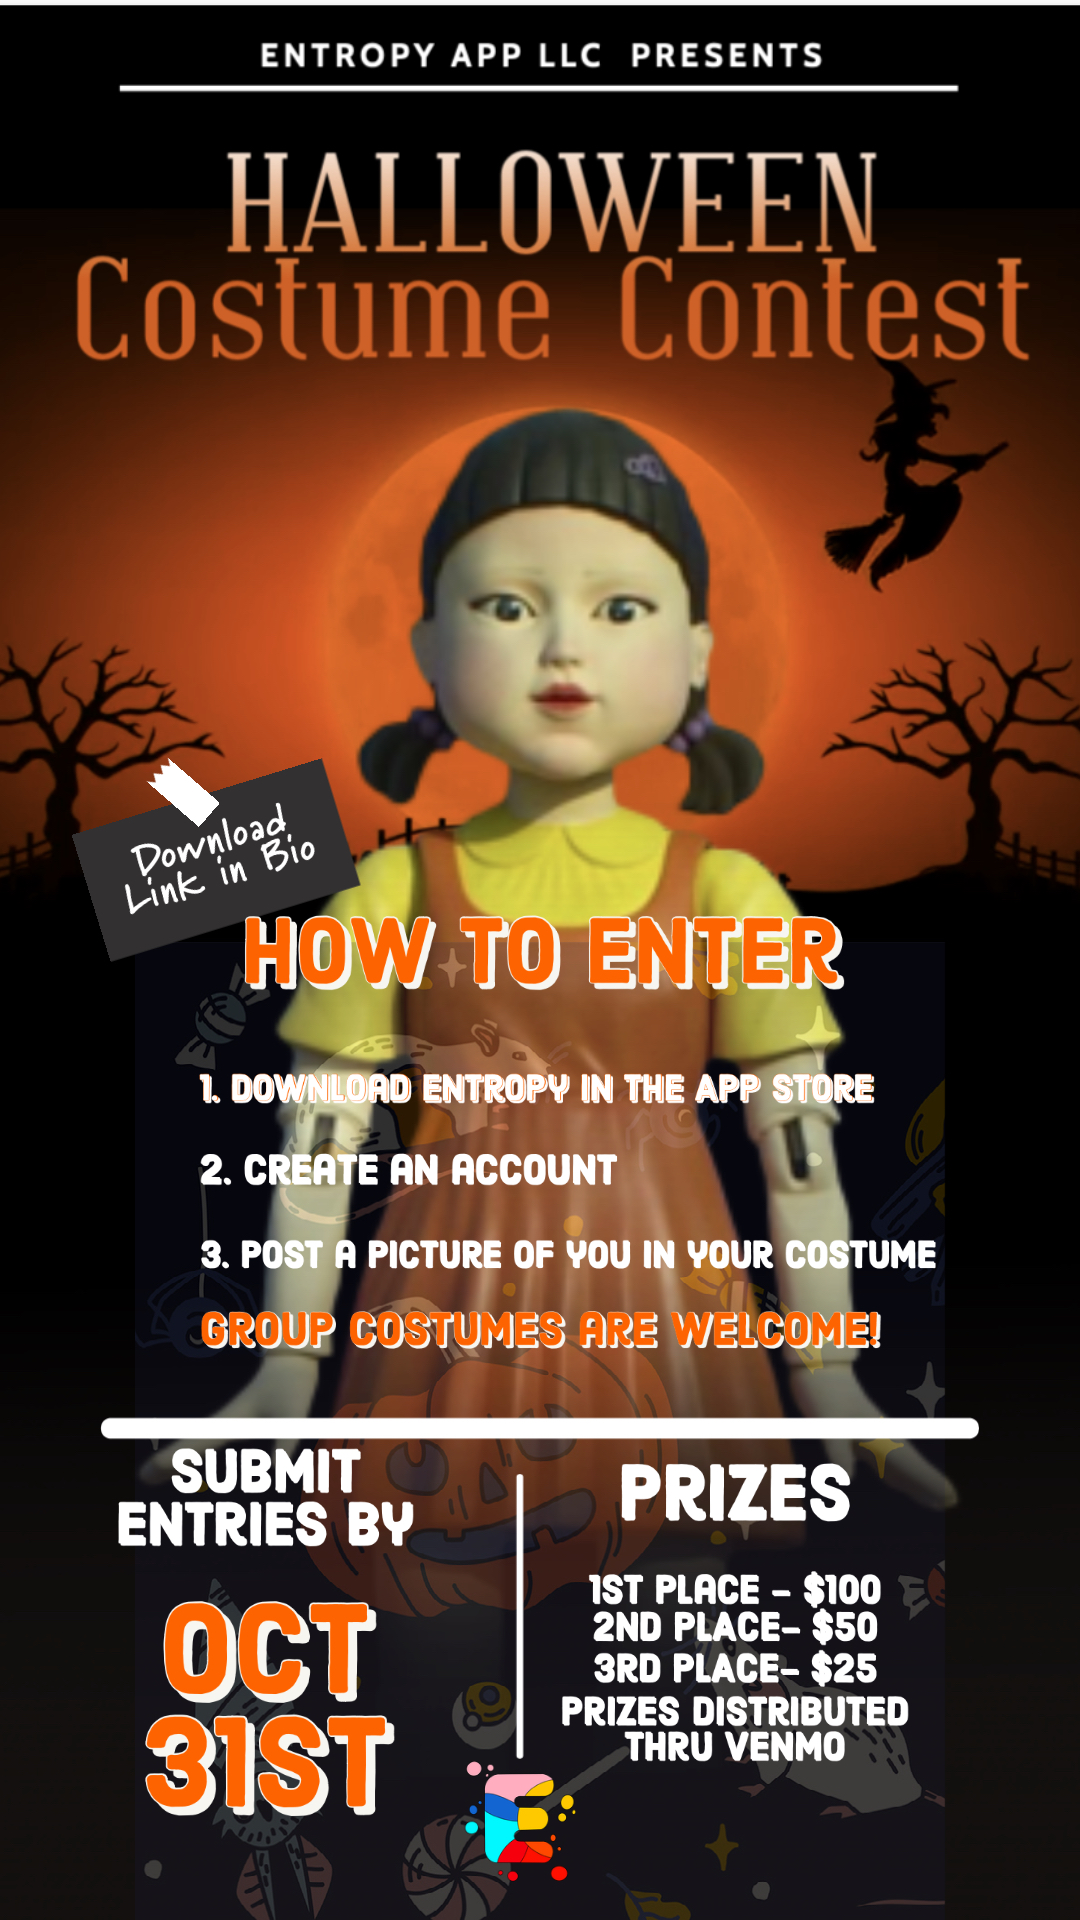 ENTROPY APP LLC PRESENTS
HALLOWEEN
Costume Contest
Download
Link in Bio
HOW TO ENTER
1. DOWNLOAD ENTROPY IN THE APP STORE
2. CREATE AN ACCOUNT
3. POST A PICTURE OF YOU IN YOUR COSTUME
GROUP COSTUMES ARE WELCOME!
SUBMIT
ENTRIES BY
OCT
31ST
PRIZES
1ST PLACE - $100
2ND PLACE- $50
3RD PLACE- $25
PRIZES DISTRIBUTED
THRU VENMO
E